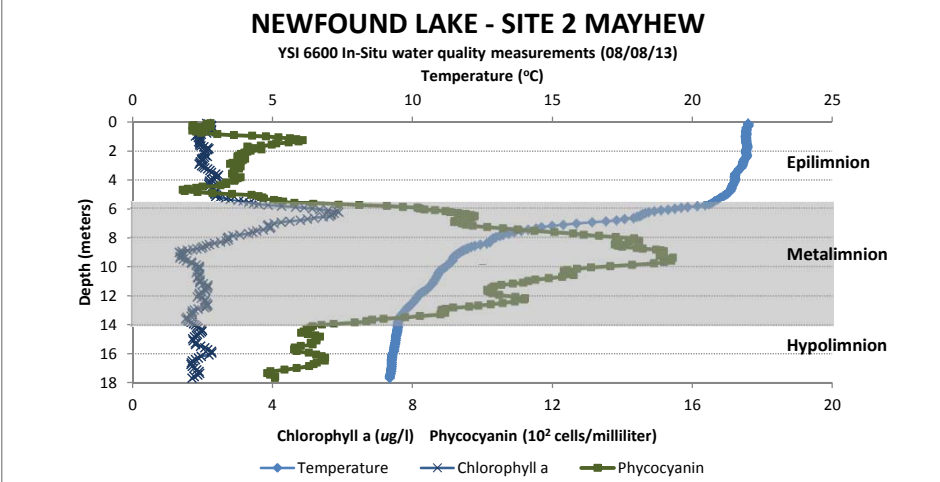 NEWFOUND LAKE - SITE 2 MAYHEW
YSI 6600 In-Situ water quality measurements (08/08/13)
Temperature (°C)
0 5 10 15 20 25
0
2
4
6
8
10
12
14
16
18
Depth (meters)
Epilimnion
Metalimnion
Hypolimnion
0 4 8 12 16 20
Chlorophyll a (ug/l) Phycocyanin (10² cells/milliliter)
Temperature Chlorophyll a Phycocyanin